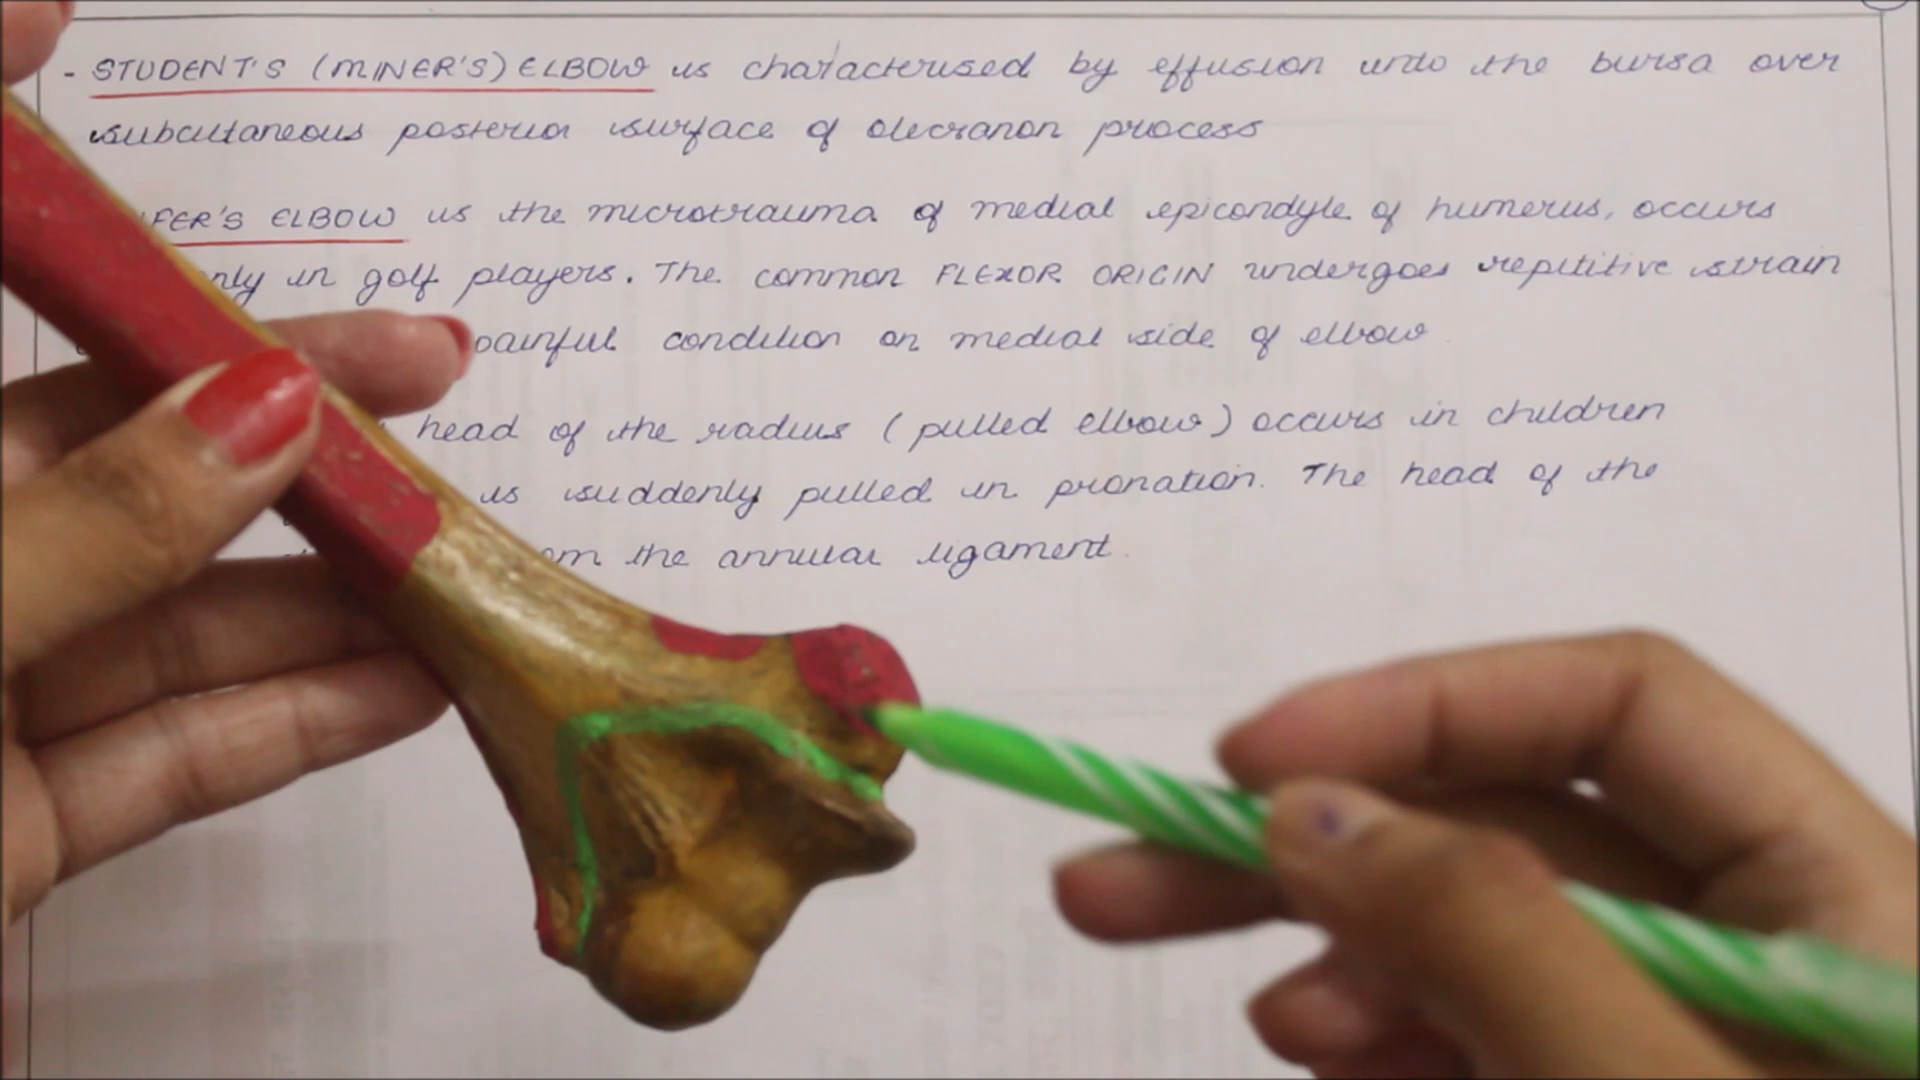 - STUDENT'S (MINER'S) ELBOW is characterised by effusion into the bursa over
subcutaneous posterior surface of olecranon process
FER'S ELBOW is the microtrauma of medial epicondyle of humerus, occurs
nly in golf players. The common FLEXOR ORIGIN undergoes repetitive strain
painful condition on medial side of elbow
head of the radius (pulled elbow) occurs in children
is suddenly pulled in pronation. The head of the
om the annular ligament.